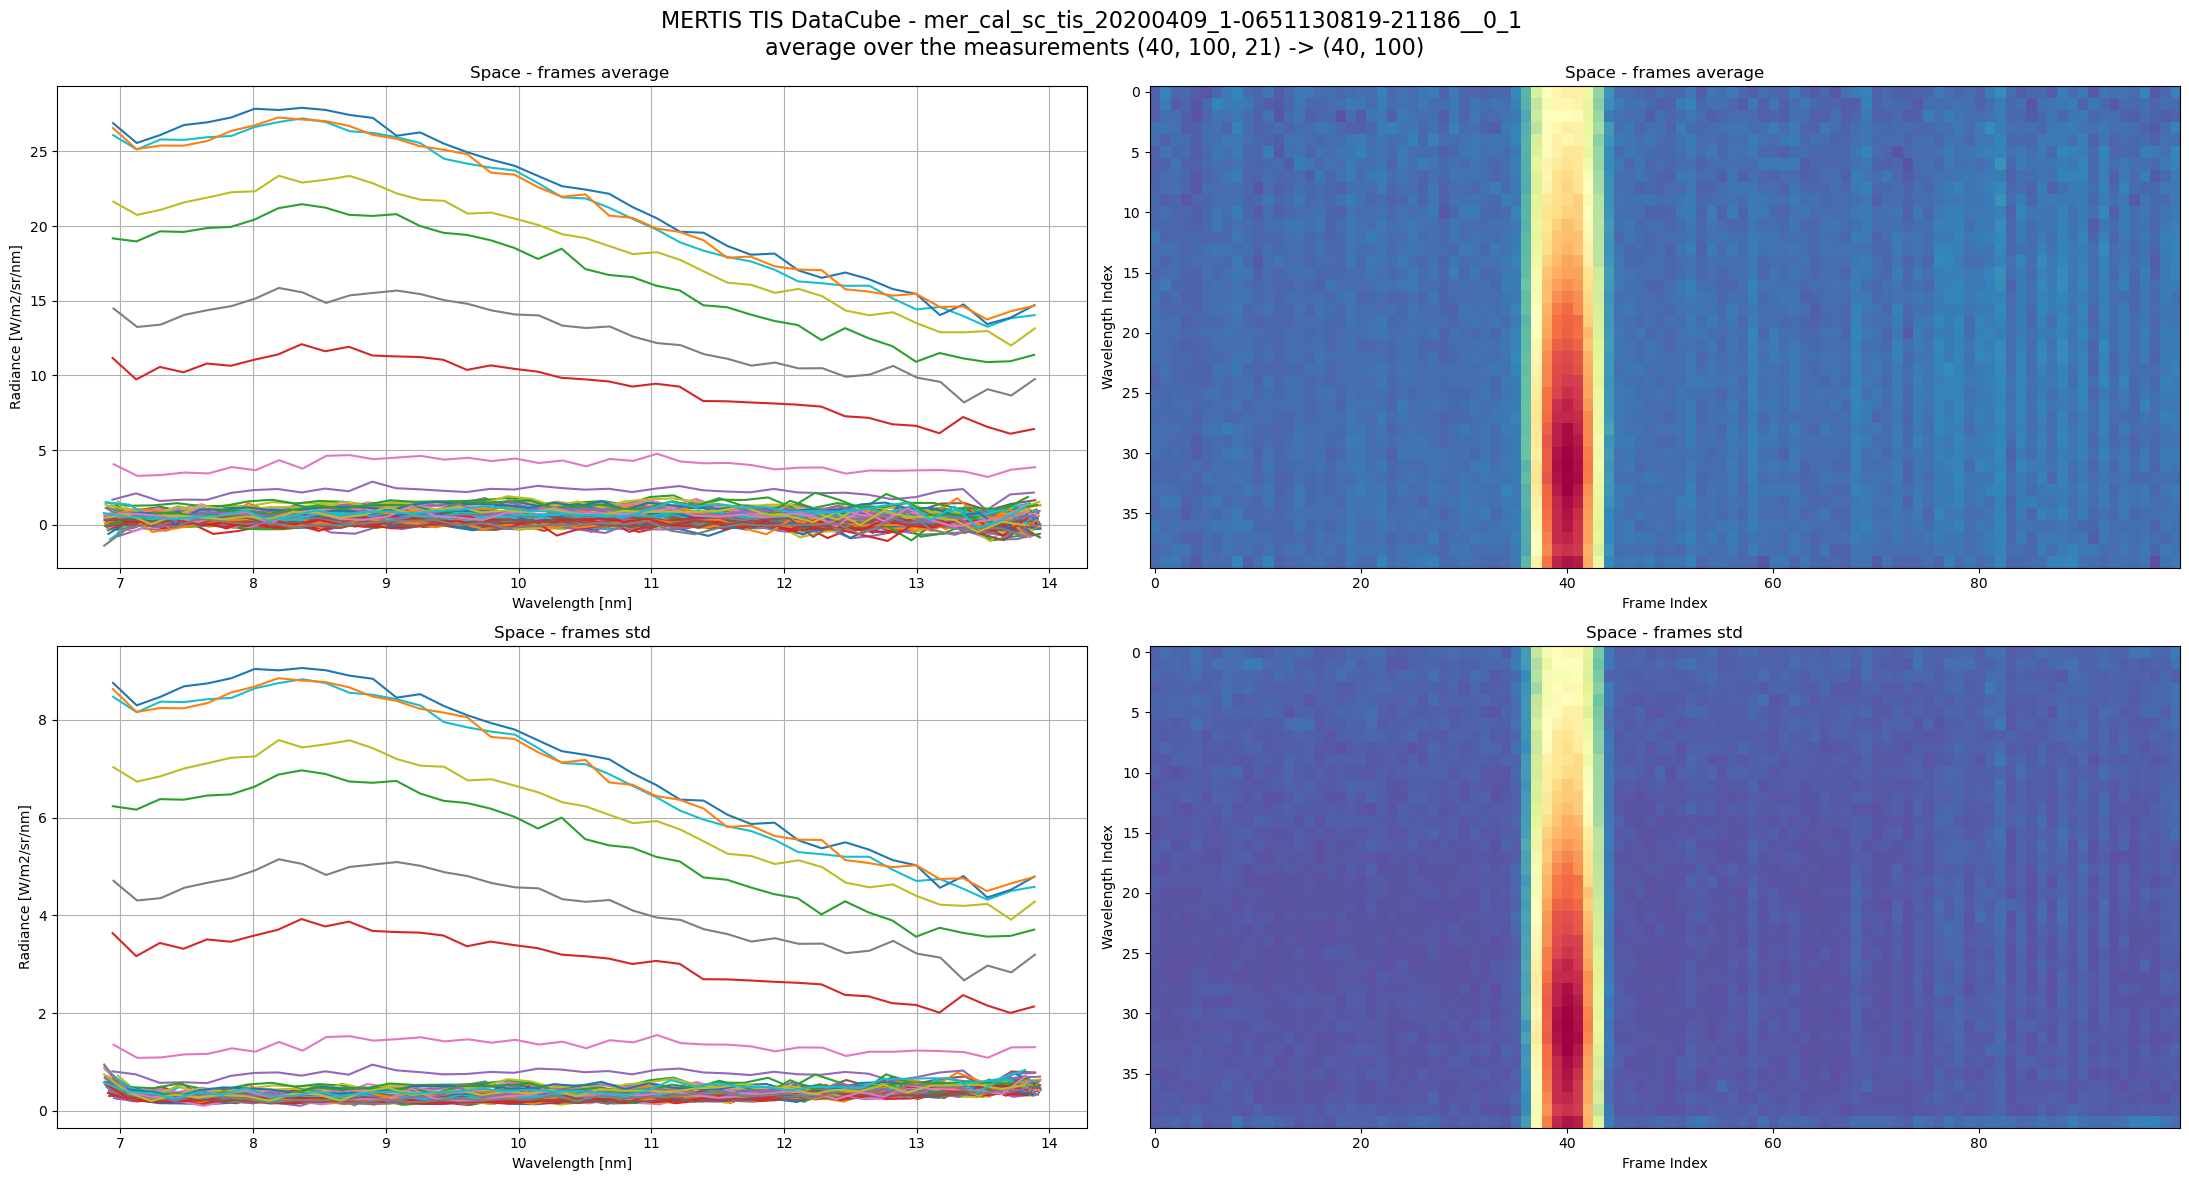 MERTIS TIS DataCube - mer_cal_sc_tis_20200409_1-0651130819-21186__0_1
average over the measurements (40, 100, 21) -> (40, 100)
Space - frames average
Radiance [W/m2/sr/nm]
25
20
15
10
5
0
7 8 9 10 11 12 13 14
Wavelength [nm]
Space - frames average
Wavelength Index
0
5
10
15
20
25
30
35
0 20 40 60 80
Frame Index
Space - frames std
Radiance [W/m2/sr/nm]
8
6
4
2
0
7 8 9 10 11 12 13 14
Wavelength [nm]
Space - frames std
Wavelength Index
0
5
10
15
20
25
30
35
0 20 40 60 80
Frame Index